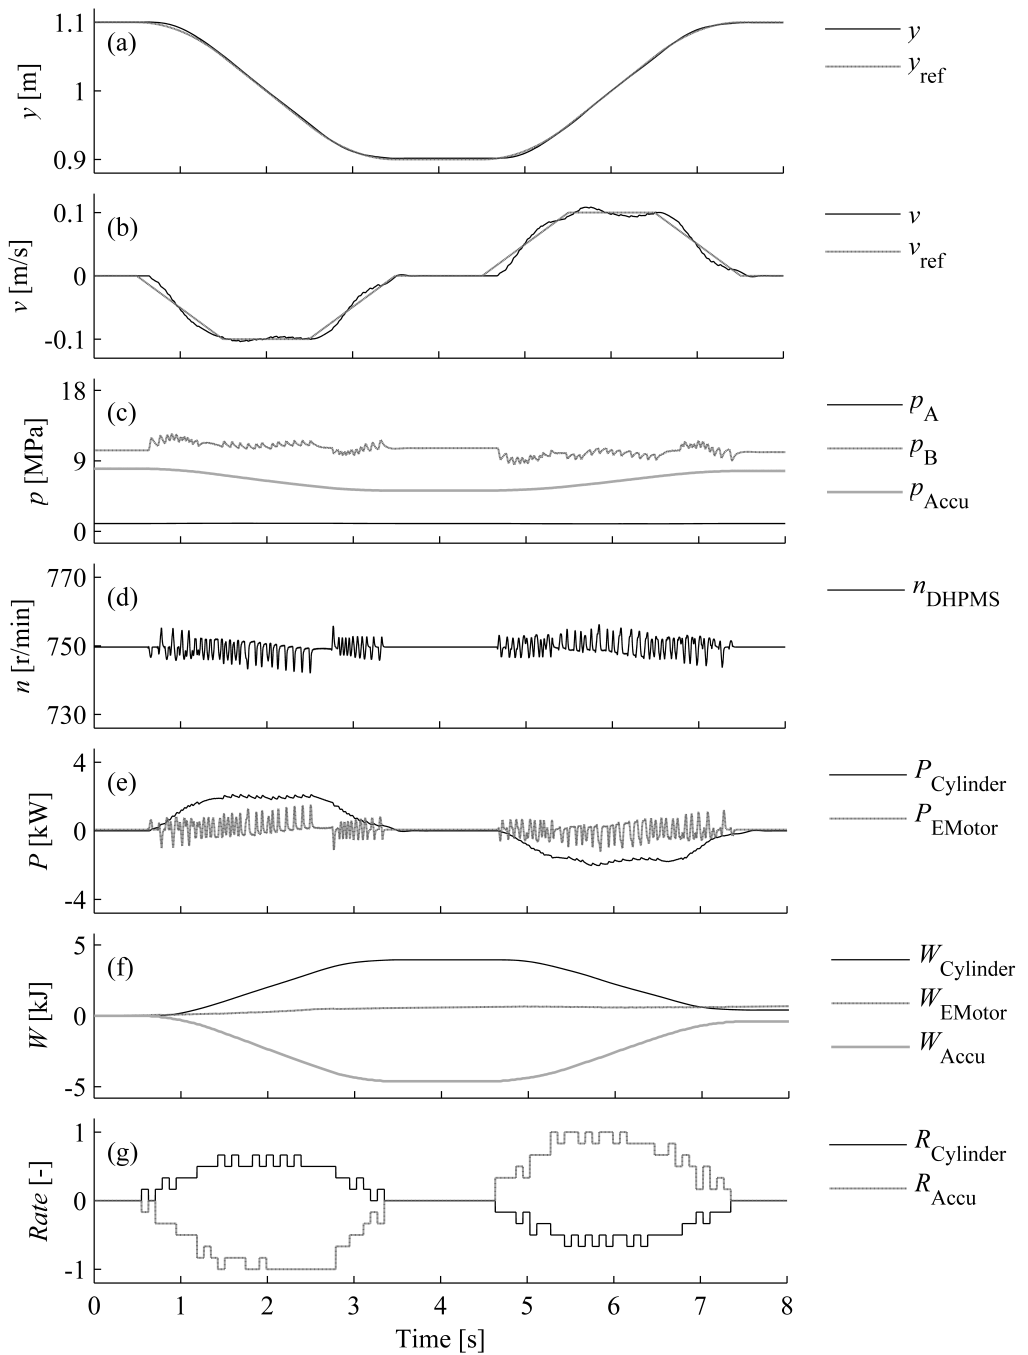 (a)
y [m]
1.1
1
0.9
y
y_ref
(b)
v [m/s]
0.1
0
-0.1
v
v_ref
(c)
p [MPa]
18
9
0
p_A
p_B
p_Accu
(d)
n [r/min]
770
750
730
n_DHPMS
(e)
P [kW]
4
0
-4
P_Cylinder
P_EMotor
(f)
W [kJ]
5
0
-5
W_Cylinder
W_EMotor
W_Accu
(g)
Rate [-]
1
0
-1
R_Cylinder
R_Accu
0 1 2 3 4 5 6 7 8
Time [s]